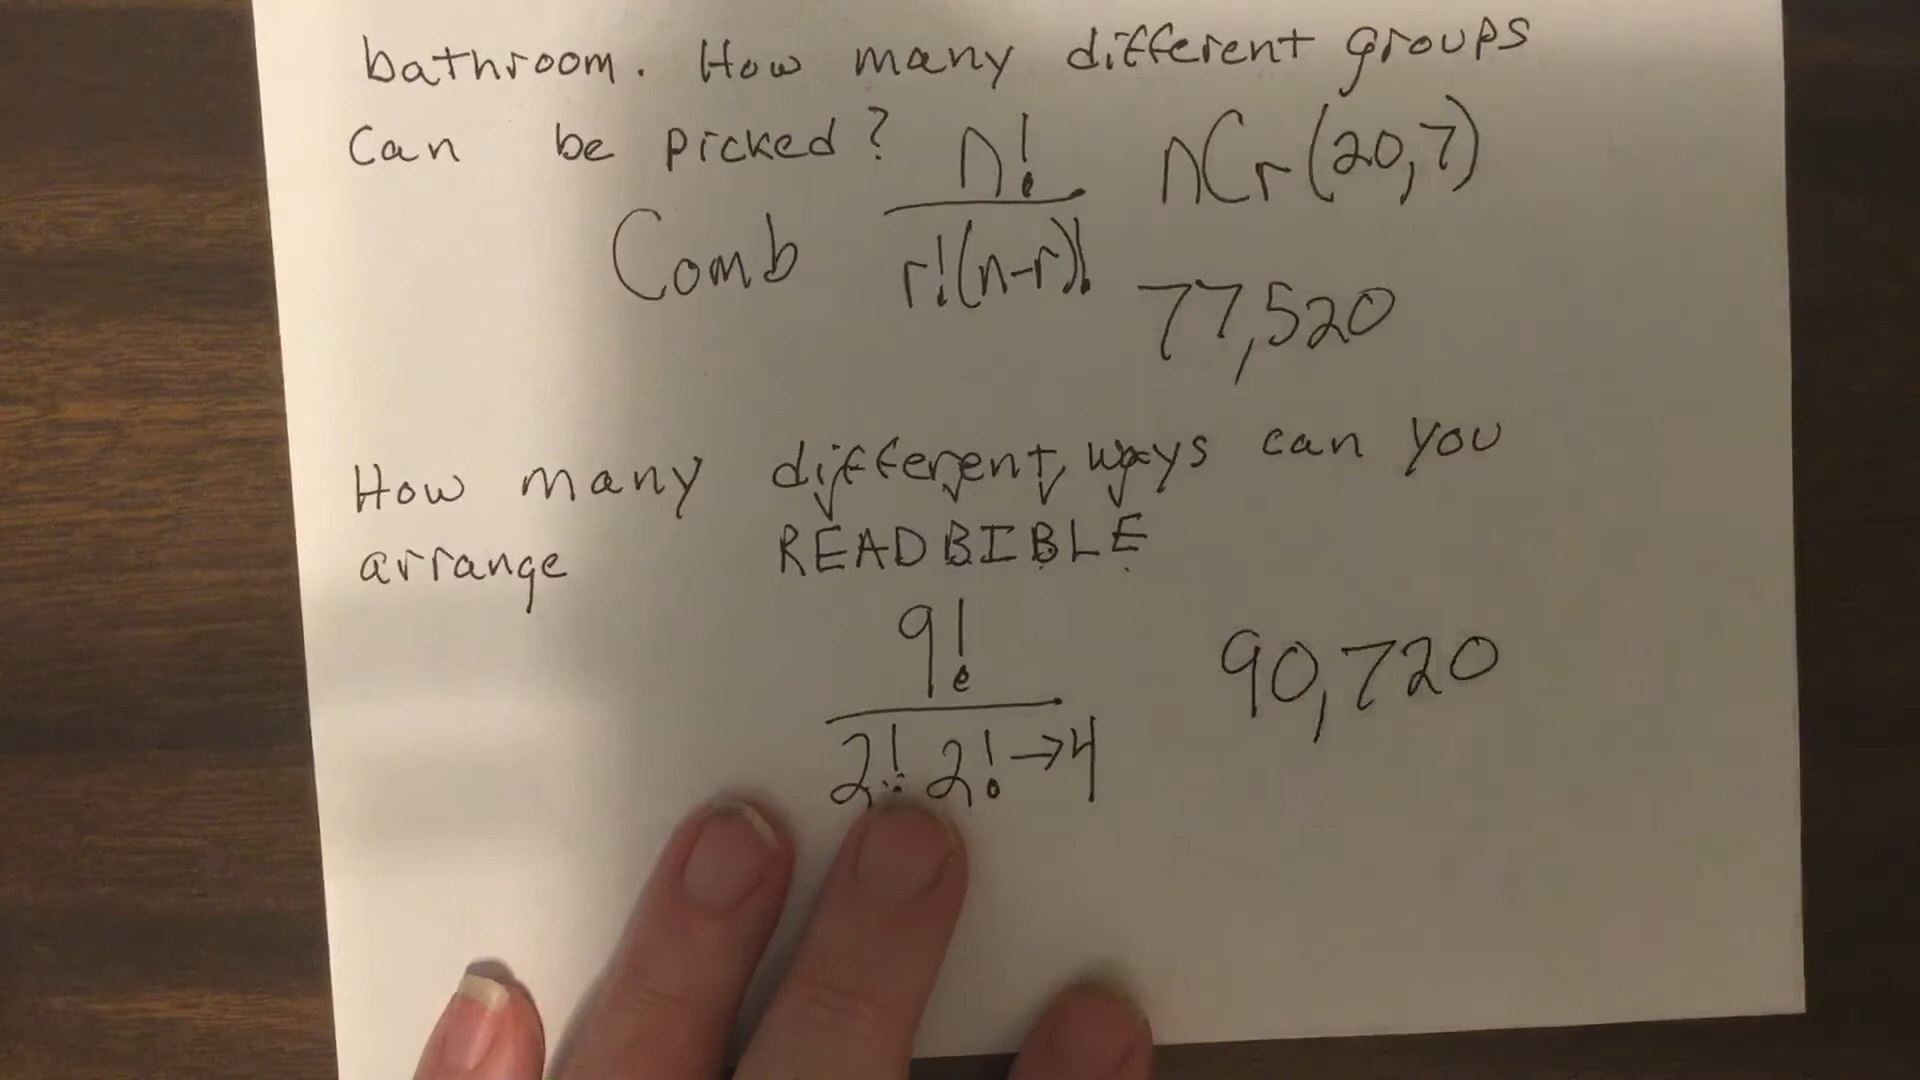 bathroom. How many different groups
can be picked?
n!
nCr(20,7)
Comb
r!(n-r)!
77,520
How many different ways can you
arrange READBIBLE
9!
2! 2! → 4
90,720